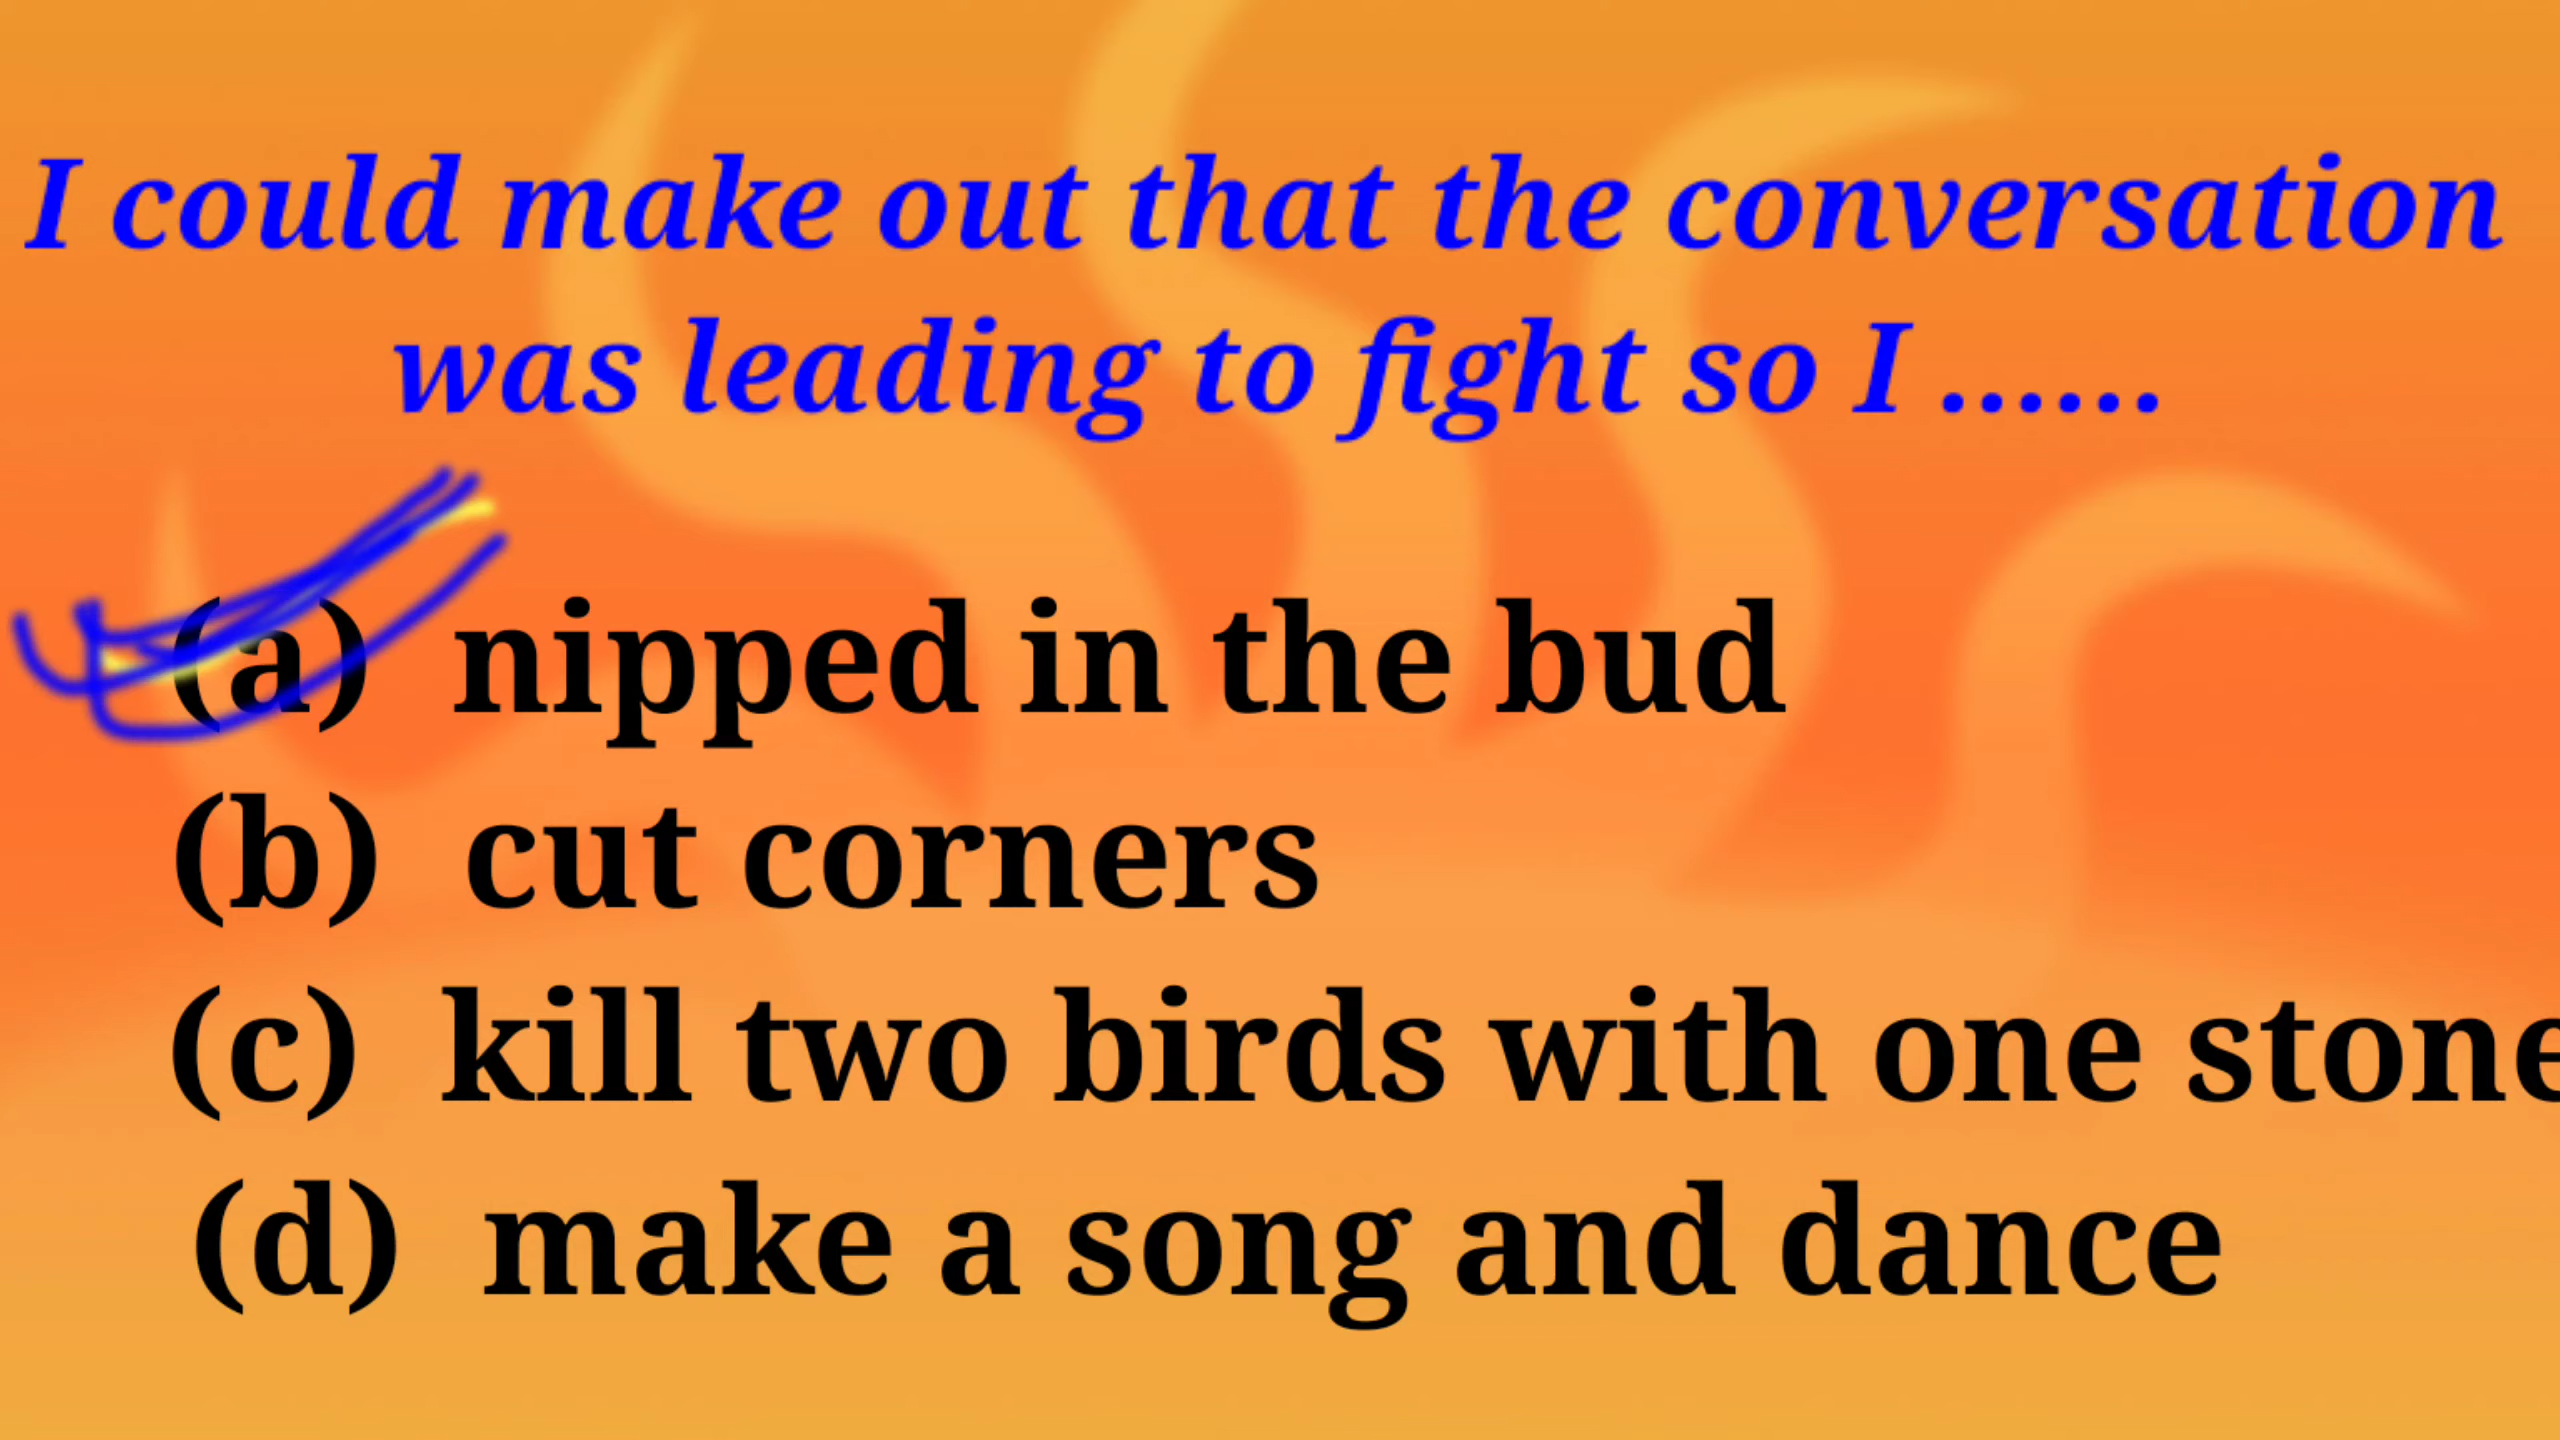 I could make out that the conversation
was leading to fight so I ......
(a) nipped in the bud
(b) cut corners
(c) kill two birds with one stone
(d) make a song and dance